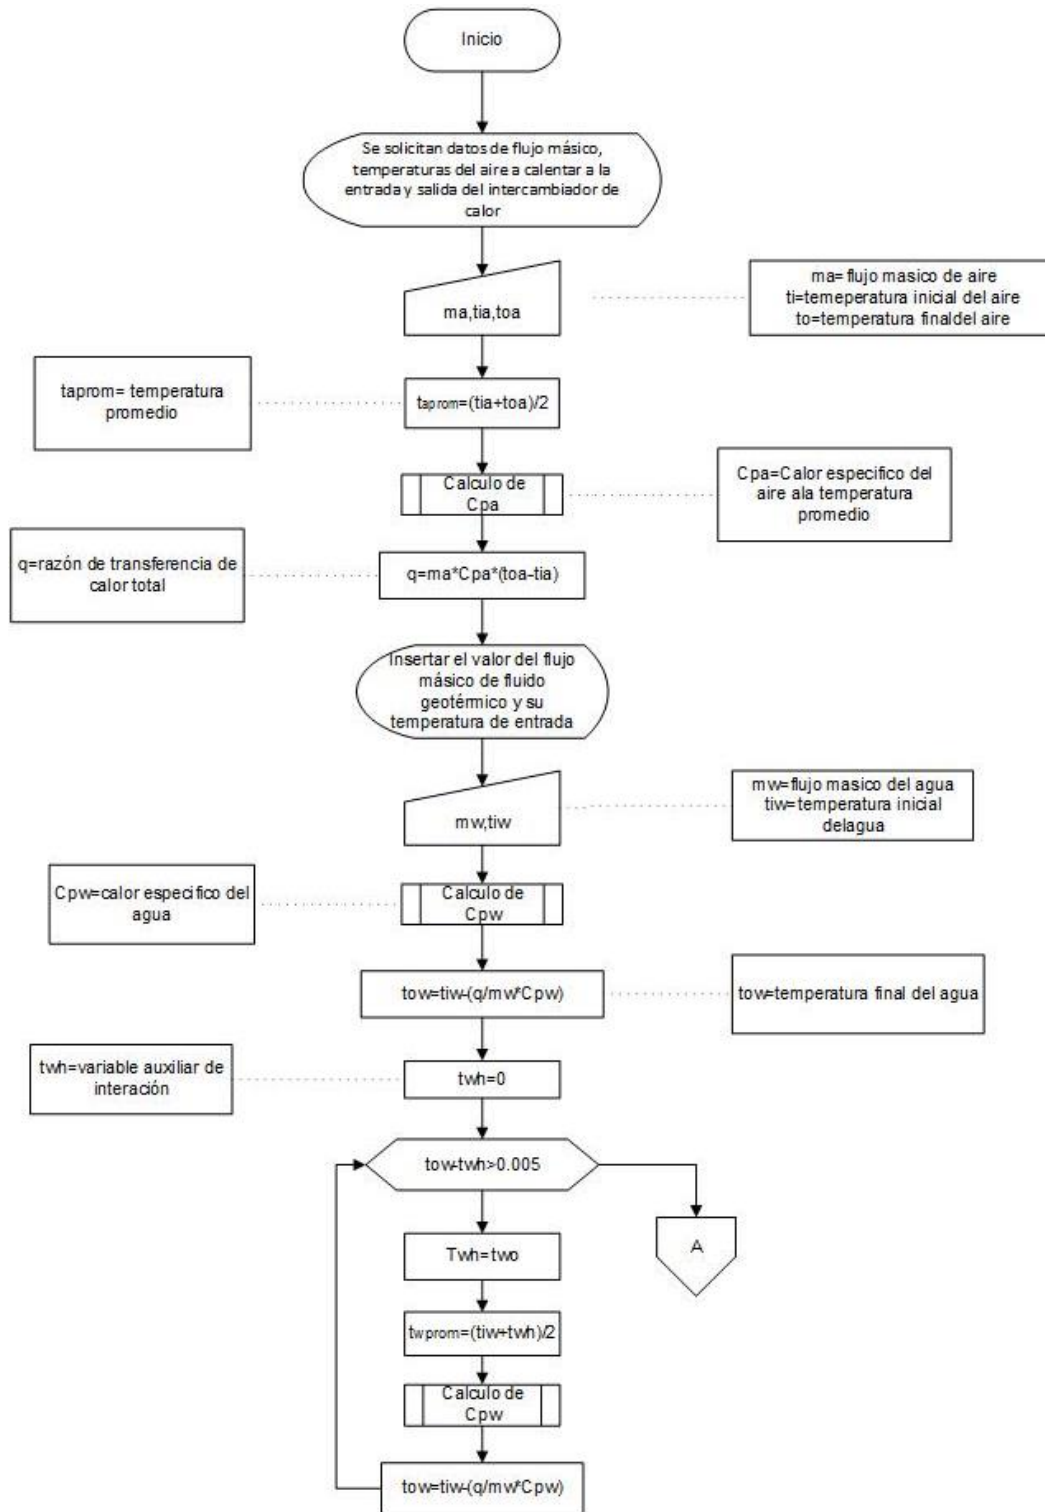 Inicio
Se solicitan datos de flujo másico,
temperaturas del aire a calentar a la
entrada y salida del intercambiador de
calor
ma,tia,toa
ma=flujo masico de aire
ti=temeperatura inicial del aire
to=temperatura finaldel aire
taprom= temperatura
promedio
taprom=(tia+toa)/2
Calculo de
Cpa
Cpa=Calor especifico del
aire ala temperatura
promedio
q=razón de transferencia de
calor total
q=ma*Cpa*(toa-tia)
Insertar el valor del flujo
másico de fluido
geotérmico y su
temperatura de entrada
mw,tiw
mw=flujo masico del agua
tiw=temperatura inicial
delagua
Cpw=calor especifico del
agua
Calculo de
Cpw
tow=tiw-(q/mw*Cpw)
tow=temperatura final del agua
twh=variable auxiliar de
interación
twh=0
tow-twh>0.005
A
Twh=two
twprom=(tiw+twh)/2
Calculo de
Cpw
tow=tiw-(q/mw*Cpw)